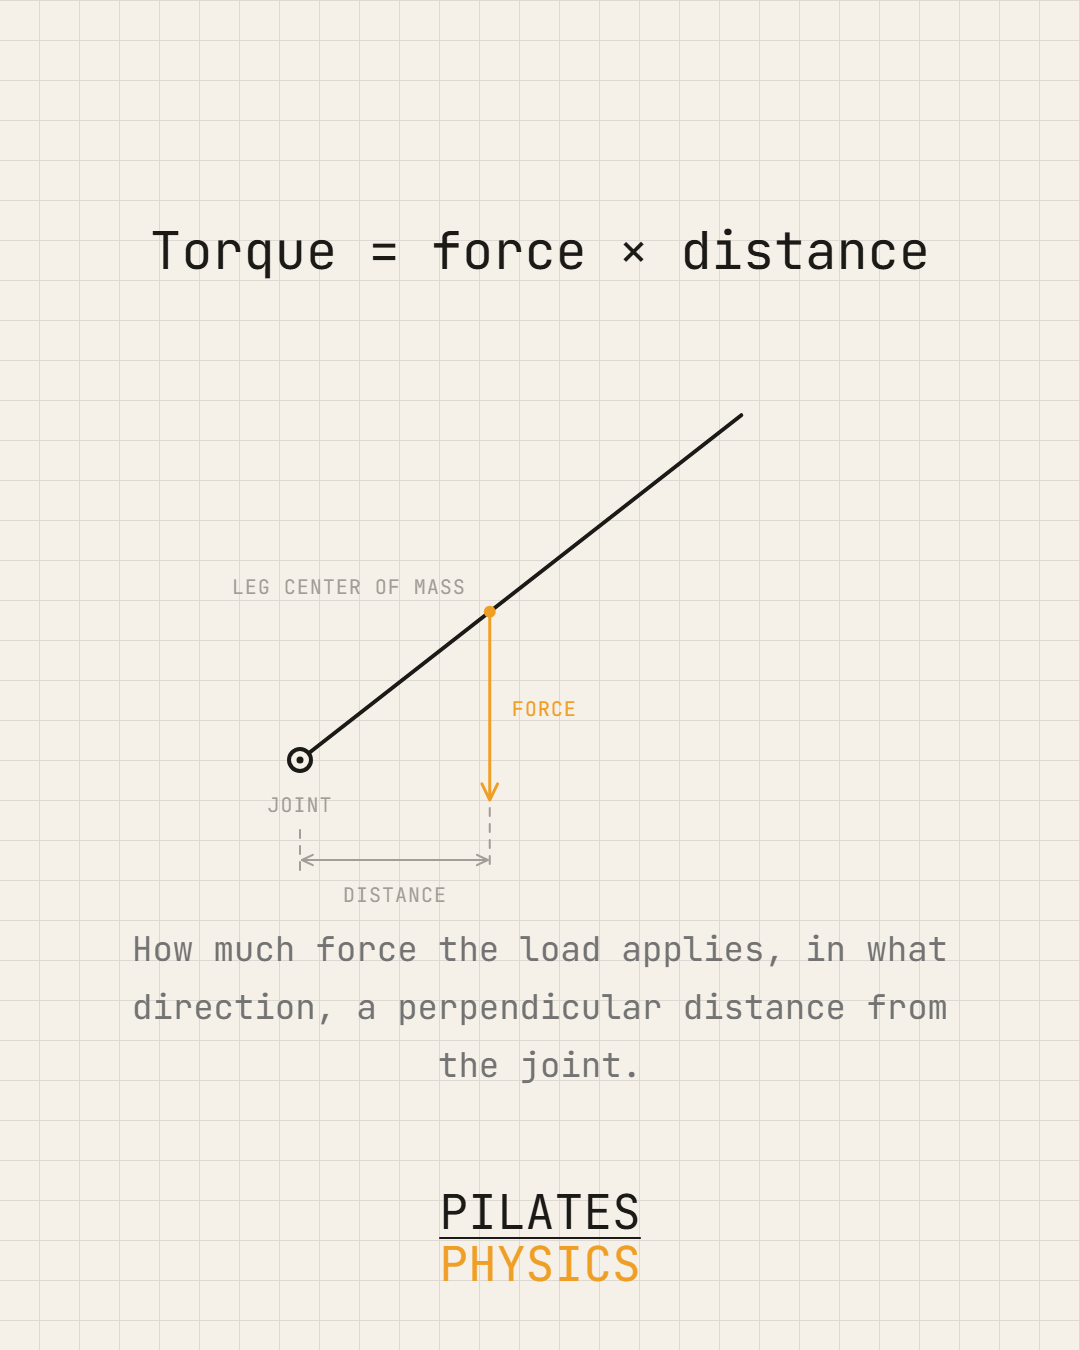 Torque = force × distance
LEG CENTER OF MASS
FORCE
JOINT
DISTANCE
How much force the load applies, in what
direction, a perpendicular distance from
the joint.
PILATES
PHYSICS